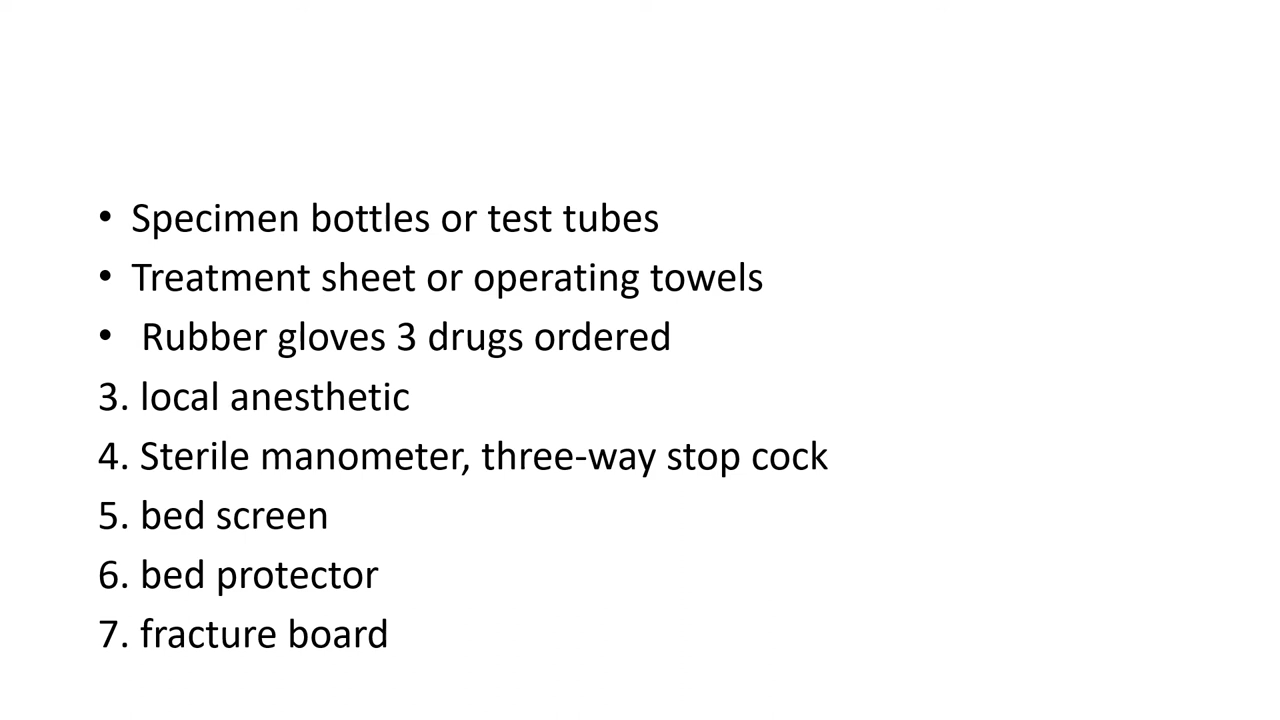 • Specimen bottles or test tubes
• Treatment sheet or operating towels
• Rubber gloves 3 drugs ordered
3. local anesthetic
4. Sterile manometer, three-way stop cock
5. bed screen
6. bed protector
7. fracture board